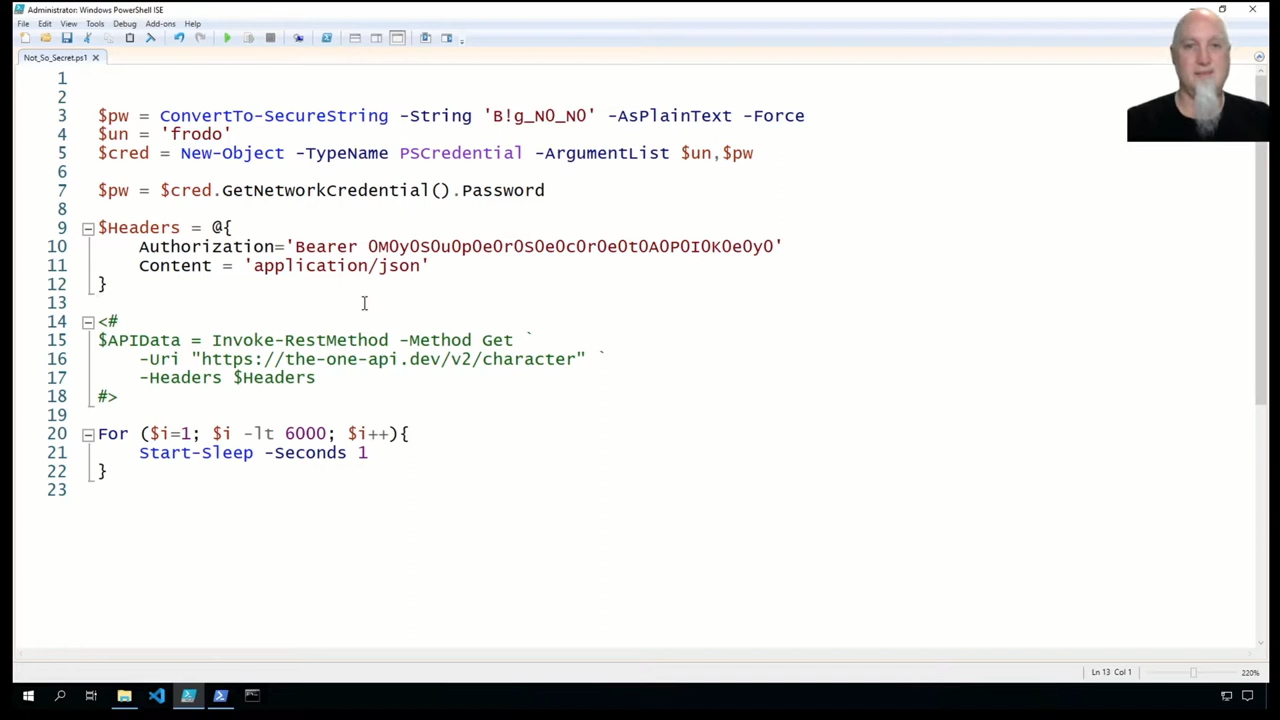 Administrator: Windows PowerShell ISE
File Edit View Tools Debug Add-ons Help
Not_So_Secret.ps1
1
2
3 $pw = ConvertTo-SecureString -String 'B!g_NO_NO' -AsPlainText -Force
4 $un = 'frodo'
5 $cred = New-Object -TypeName PSCredential -ArgumentList $un,$pw
6
7 $pw = $cred.GetNetworkCredential().Password
8
9 $Headers = @{
10 Authorization='Bearer 0M0y0S0u0p0e0r0S0e0c0r0e0t0A0P0I0K0e0y0'
11 Content = 'application/json'
12 }
13
14 <#
15 $APIData = Invoke-RestMethod -Method Get `
16 -Uri "https://the-one-api.dev/v2/character" `
17 -Headers $Headers
18 #>
19
20 For ($i=1; $i -lt 6000; $i++){
21 Start-Sleep -Seconds 1
22 }
23
Ln 13 Col 1
220%